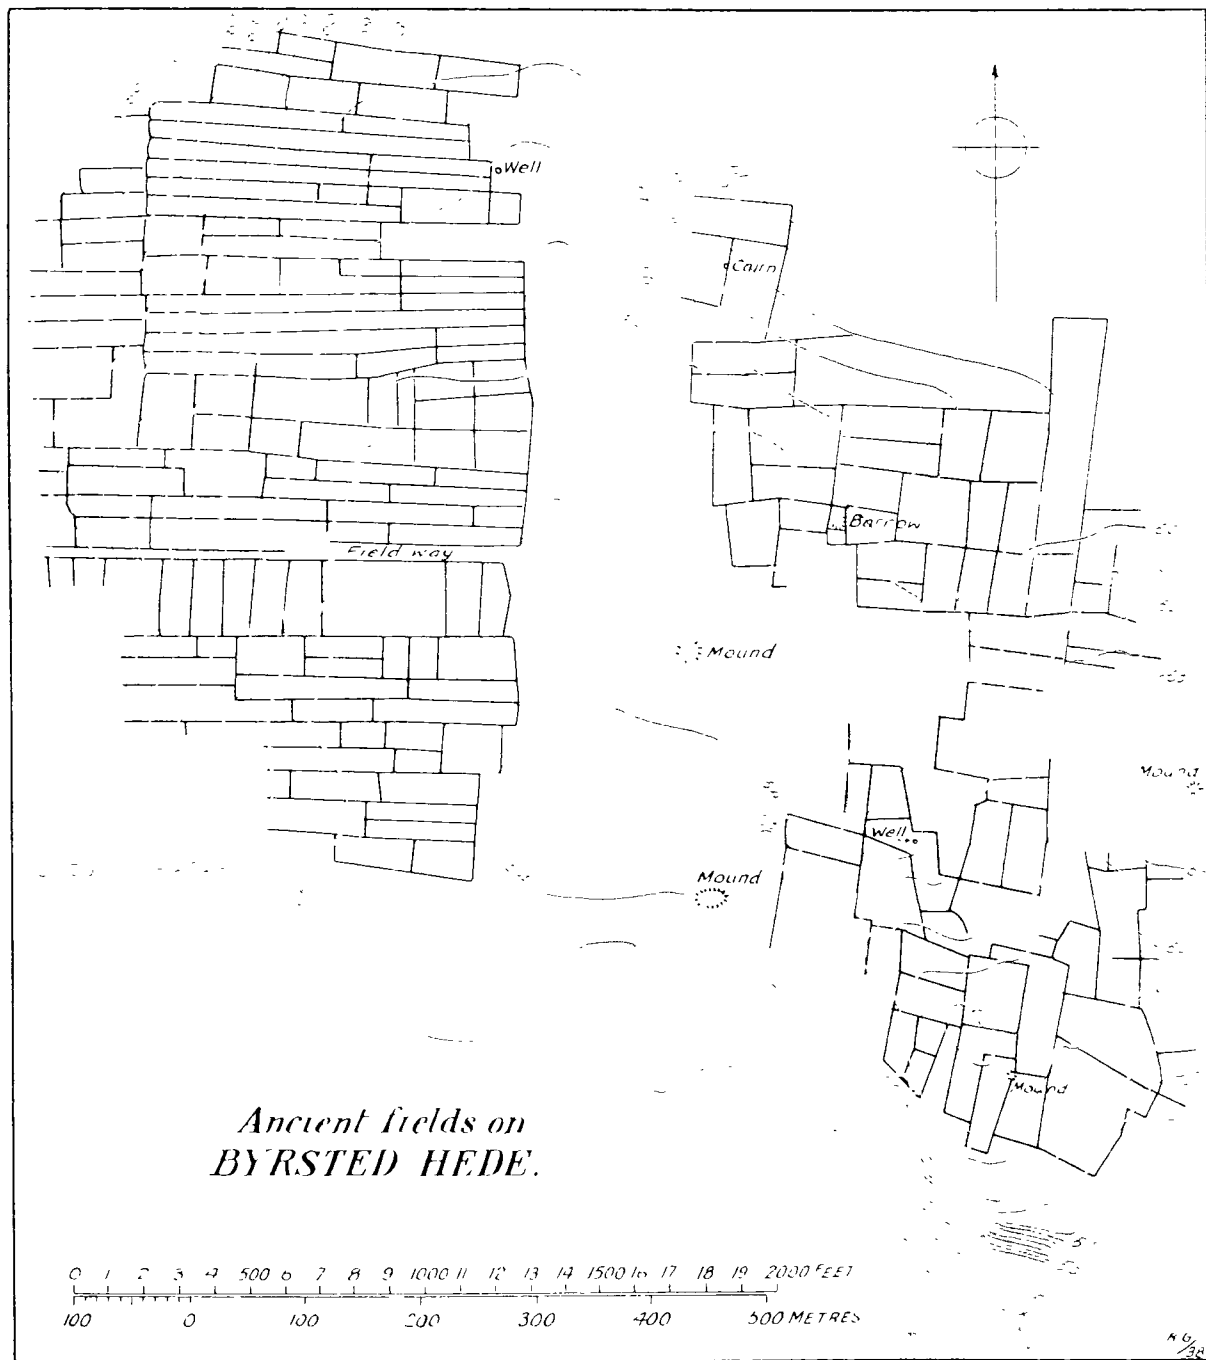 Well
Cairn
Barrow
Field way
Mound
Mound
Well
Mound
Mound
Ancient fields on
BYRSTED HEDE.
0 1 2 3 4 500 6 7 8 9 1000 11 12 13 14 1500 16 17 18 19 2000 FEET
100 0 100 200 300 400 500 METRES